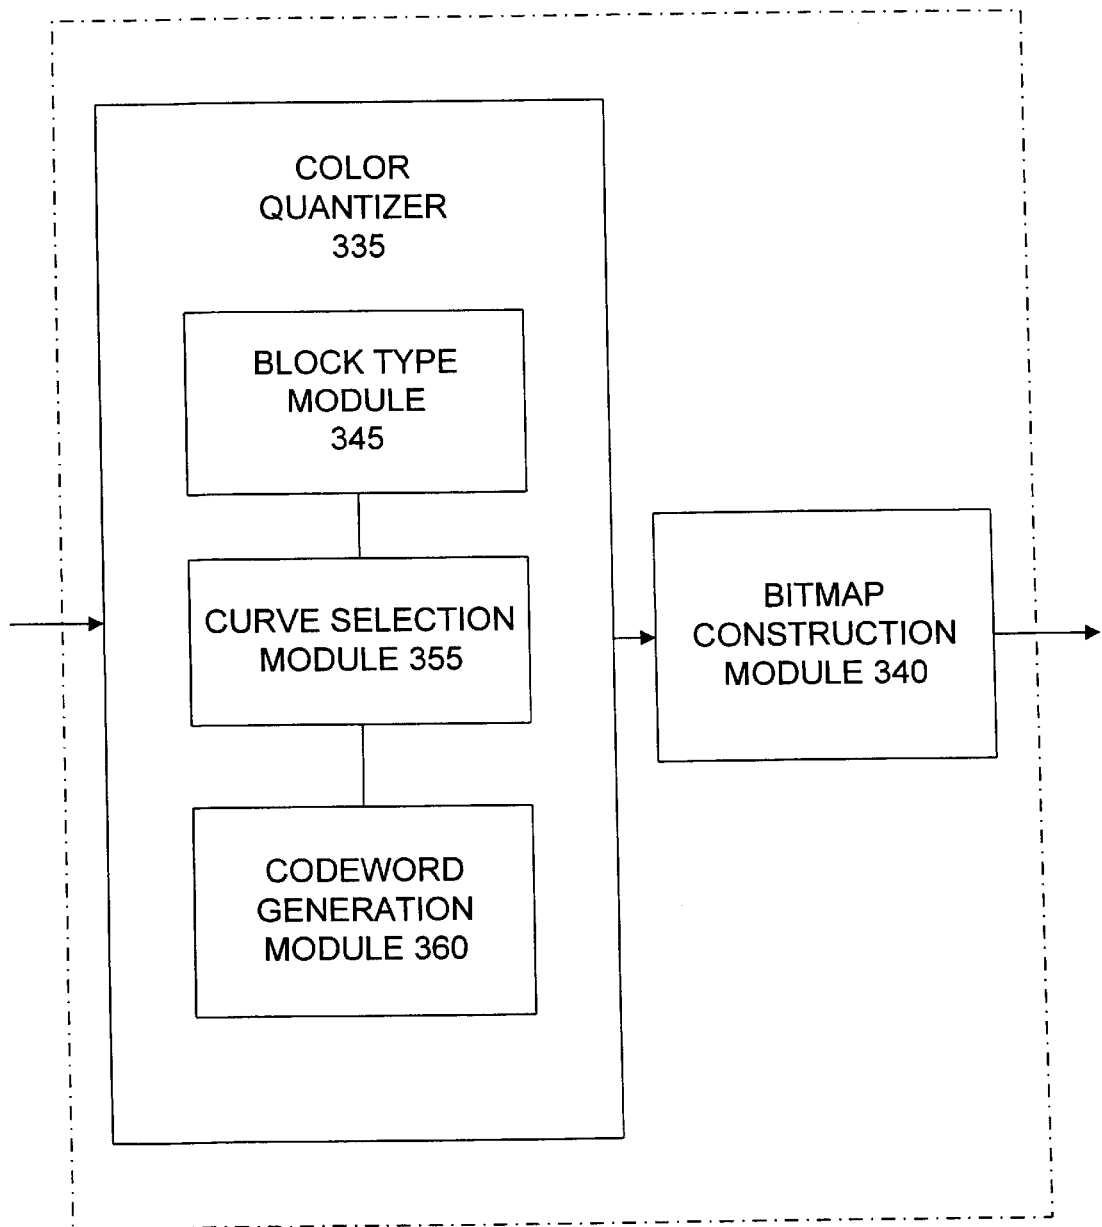 COLOR
QUANTIZER
335
BLOCK TYPE
MODULE
345
CURVE SELECTION
MODULE 355
CODEWORD
GENERATION
MODULE 360
BITMAP
CONSTRUCTION
MODULE 340